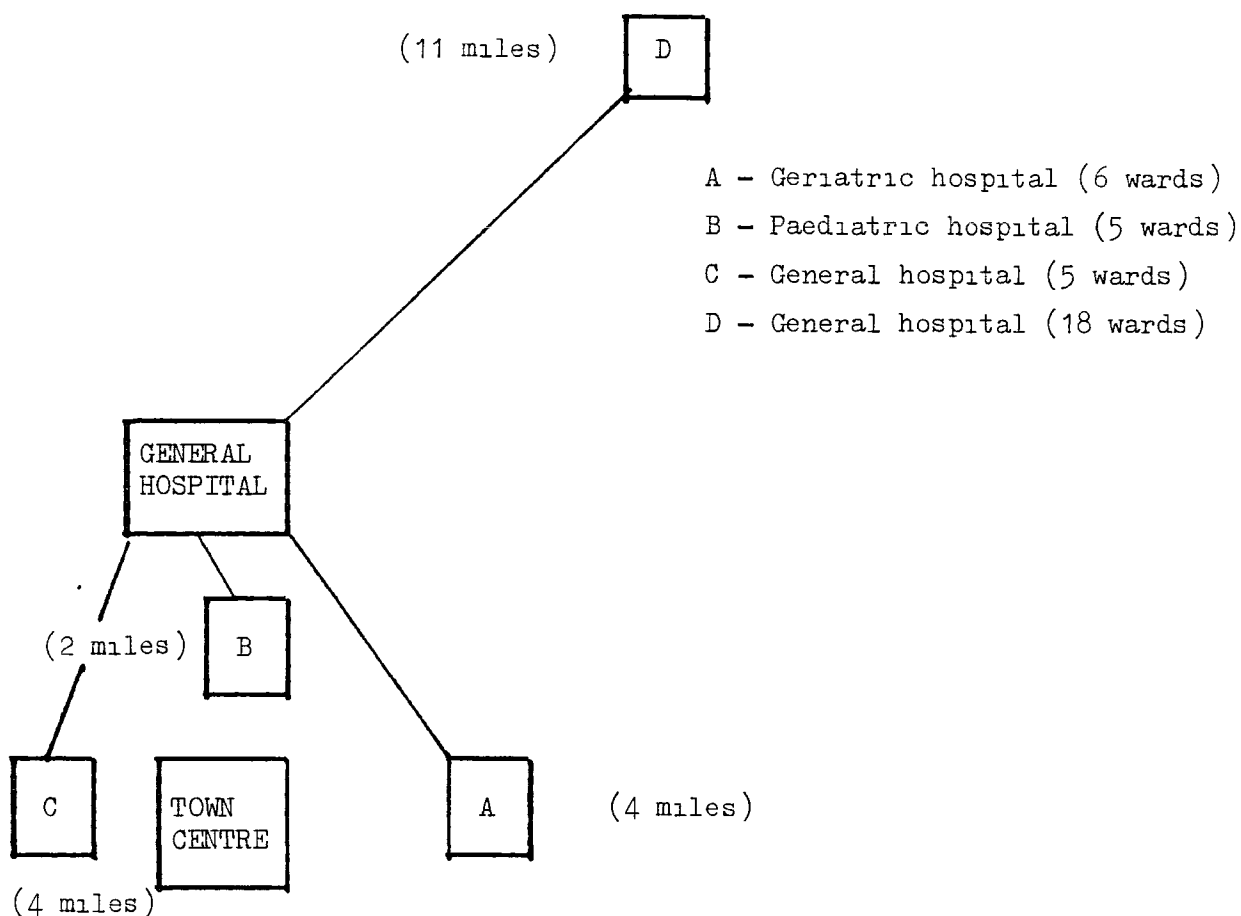 (11 miles)
D
A - Geriatric hospital (6 wards)
B - Paediatric hospital (5 wards)
C - General hospital (5 wards)
D - General hospital (18 wards)
GENERAL
HOSPITAL
(2 miles)
B
C
TOWN
CENTRE
A
(4 miles)
(4 miles)